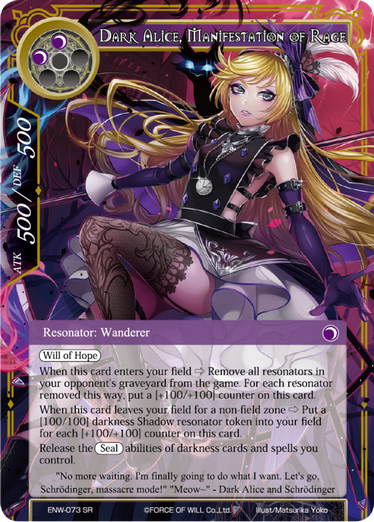 Dark Alice, Manifestation of Rage
ATK 500 / DEF 500
Resonator: Wanderer
Will of Hope
When this card enters your field ⇨ Remove all resonators in
your opponent's graveyard from the game. For each resonator
removed this way, put a [+100/+100] counter on this card.
When this card leaves your field for a non-field zone ⇨ Put a
[100/100] darkness Shadow resonator token into your field
for each [+100/+100] counter on this card.
Release the Seal abilities of darkness cards and spells you
control.
"No more waiting. I'm finally going to do what I want. Let's go,
Schrödinger, massacre mode!" "Meow~" - Dark Alice and Schrödinger
ENW-073 SR ©FORCE OF WILL Co.,Ltd. Illust/Matsurika Yoko